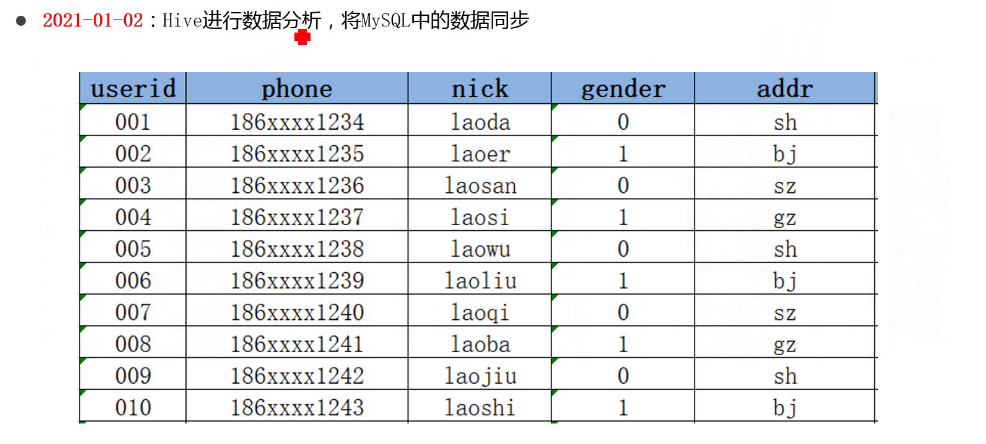 ● 2021-01-02：Hive进行数据分析，将MySQL中的数据同步
userid phone nick gender addr
001 186xxxx1234 laoda 0 sh
002 186xxxx1235 laoer 1 bj
003 186xxxx1236 laosan 0 sz
004 186xxxx1237 laosi 1 gz
005 186xxxx1238 laowu 0 sh
006 186xxxx1239 laoliu 1 bj
007 186xxxx1240 laoqi 0 sz
008 186xxxx1241 laoba 1 gz
009 186xxxx1242 laojiu 0 sh
010 186xxxx1243 laoshi 1 bj